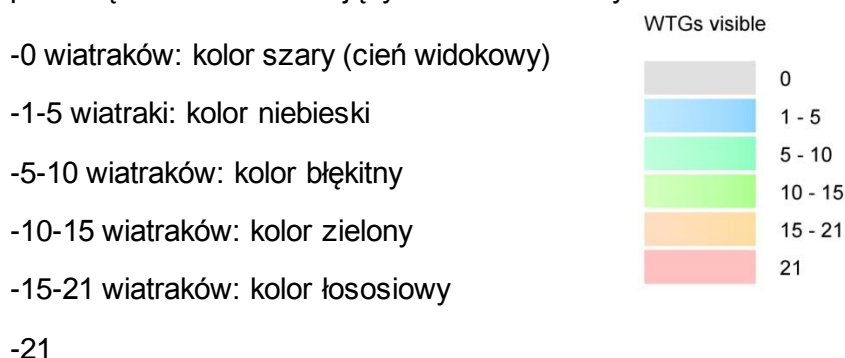 -0 wiatraków: kolor szary (cień widokowy)
-1-5 wiatraki: kolor niebieski
-5-10 wiatraków: kolor błękitny
-10-15 wiatraków: kolor zielony
-15-21 wiatraków: kolor łososiowy
-21
WTGs visible
0
1 - 5
5 - 10
10 - 15
15 - 21
21